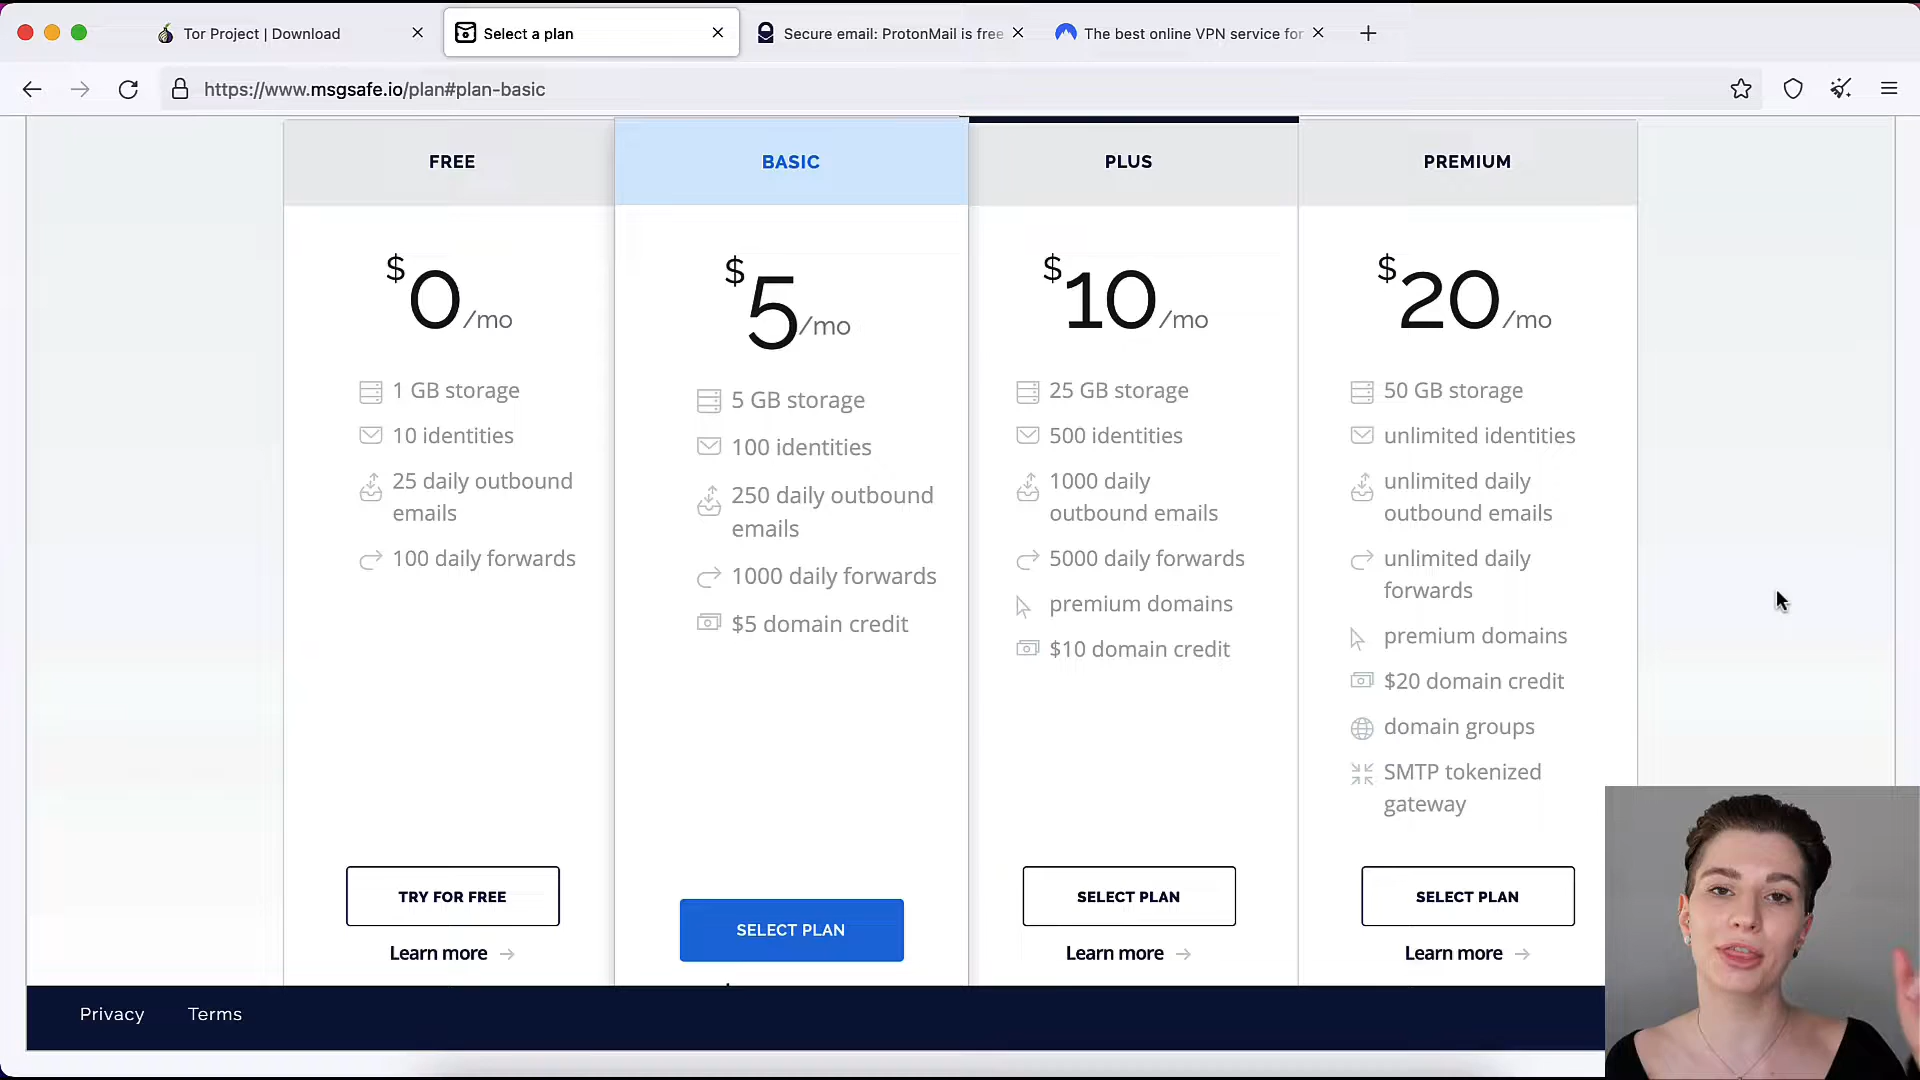 Tor Project | Download
Select a plan
Secure email: ProtonMail is free
The best online VPN service for
https://www.msgsafe.io/plan#plan-basic
FREE
$0/mo
1 GB storage
10 identities
25 daily outbound
emails
100 daily forwards
TRY FOR FREE
Learn more
BASIC
$5/mo
5 GB storage
100 identities
250 daily outbound
emails
1000 daily forwards
$5 domain credit
SELECT PLAN
PLUS
$10/mo
25 GB storage
500 identities
1000 daily
outbound emails
5000 daily forwards
premium domains
$10 domain credit
SELECT PLAN
Learn more
PREMIUM
$20/mo
50 GB storage
unlimited identities
unlimited daily
outbound emails
unlimited daily
forwards
premium domains
$20 domain credit
domain groups
SMTP tokenized
gateway
SELECT PLAN
Learn more
Privacy
Terms